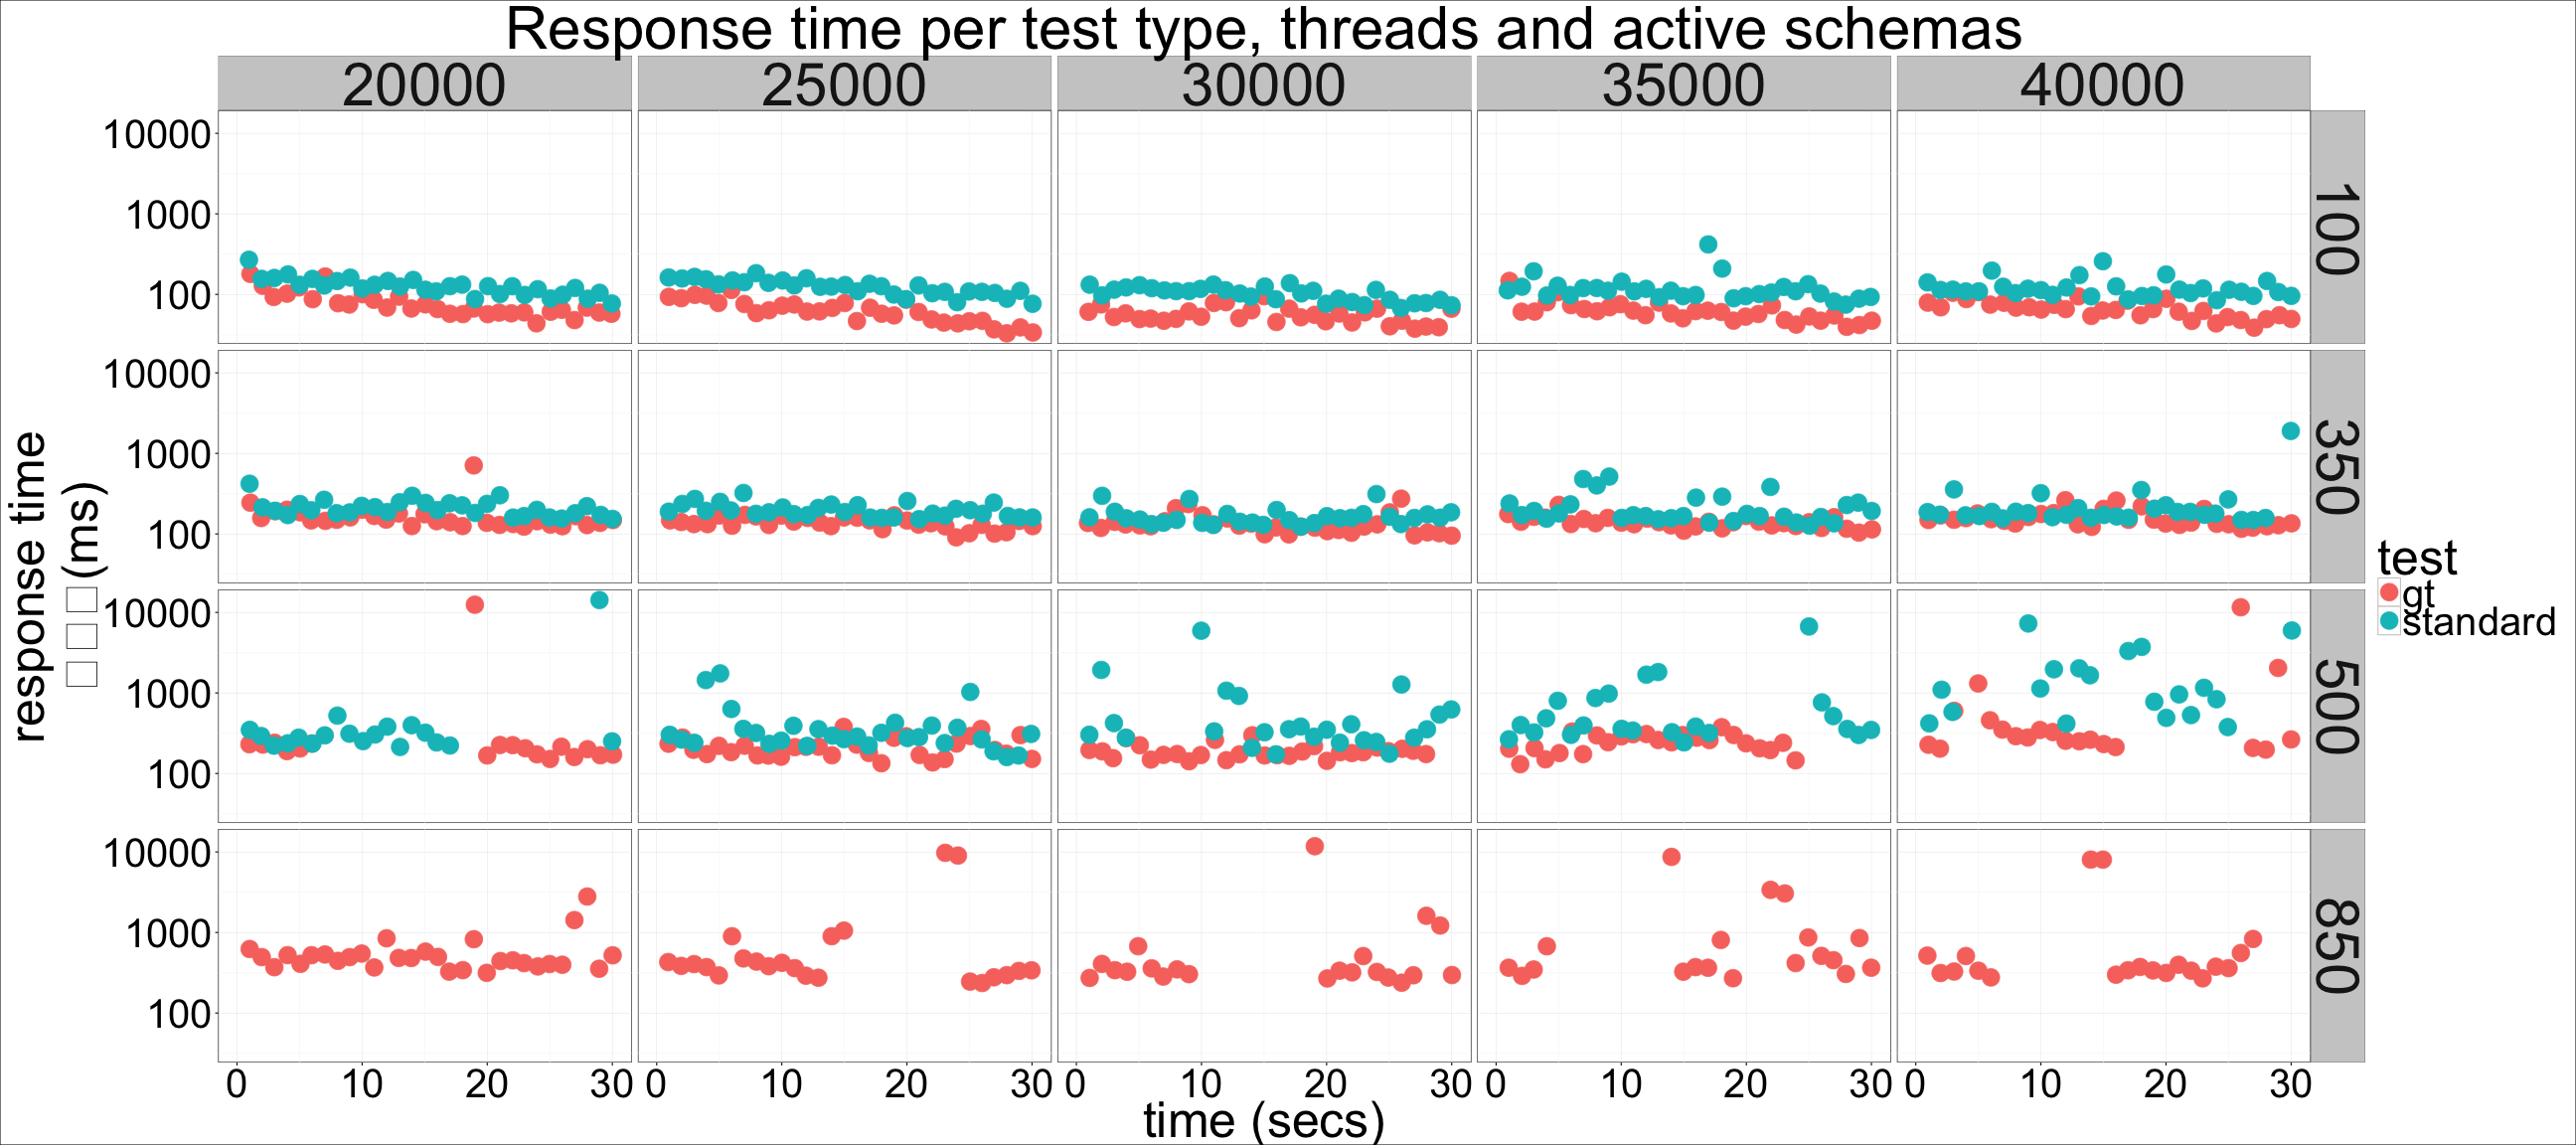 Response time per test type, threads and active schemas
20000 25000 30000 35000 40000
10000
1000
100
100
10000
1000
100
350
10000
1000
100
500
10000
1000
100
850
0 10 20 30 0 10 20 30 0 10 20 30 0 10 20 30 0 10 20 30
time (secs)
response time
(ms)
test
gt
standard